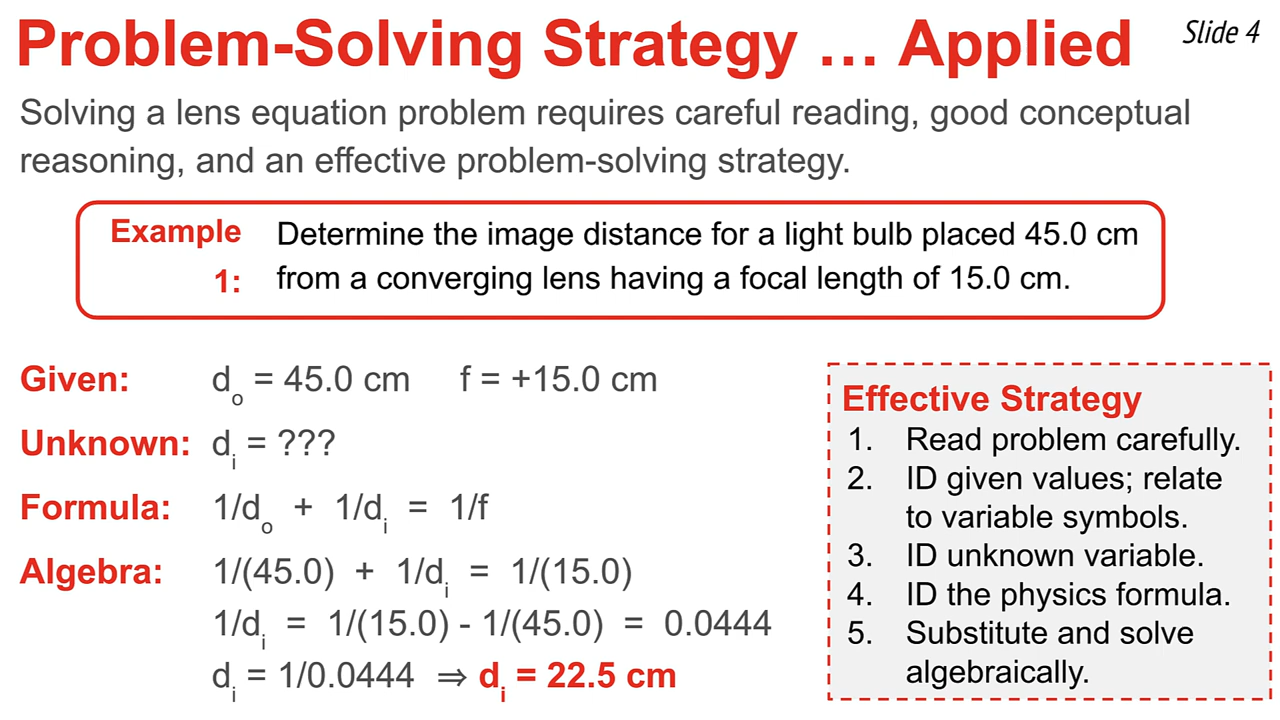 Problem-Solving Strategy … Applied
Slide 4
Solving a lens equation problem requires careful reading, good conceptual
reasoning, and an effective problem-solving strategy.
Example
1:
Determine the image distance for a light bulb placed 45.0 cm
from a converging lens having a focal length of 15.0 cm.
Given: dₒ = 45.0 cm f = +15.0 cm
Unknown: dᵢ = ???
Formula: 1/dₒ + 1/dᵢ = 1/f
Algebra: 1/(45.0) + 1/dᵢ = 1/(15.0)
1/dᵢ = 1/(15.0) - 1/(45.0) = 0.0444
dᵢ = 1/0.0444 ⇒ dᵢ = 22.5 cm
Effective Strategy
1. Read problem carefully.
2. ID given values; relate
to variable symbols.
3. ID unknown variable.
4. ID the physics formula.
5. Substitute and solve
algebraically.